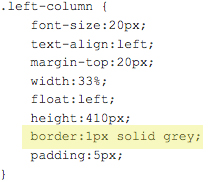 .left-column {
font-size:20px;
text-align:left;
margin-top:20px;
width:33%;
float:left;
height:410px;
border:1px solid grey;
padding:5px;
}